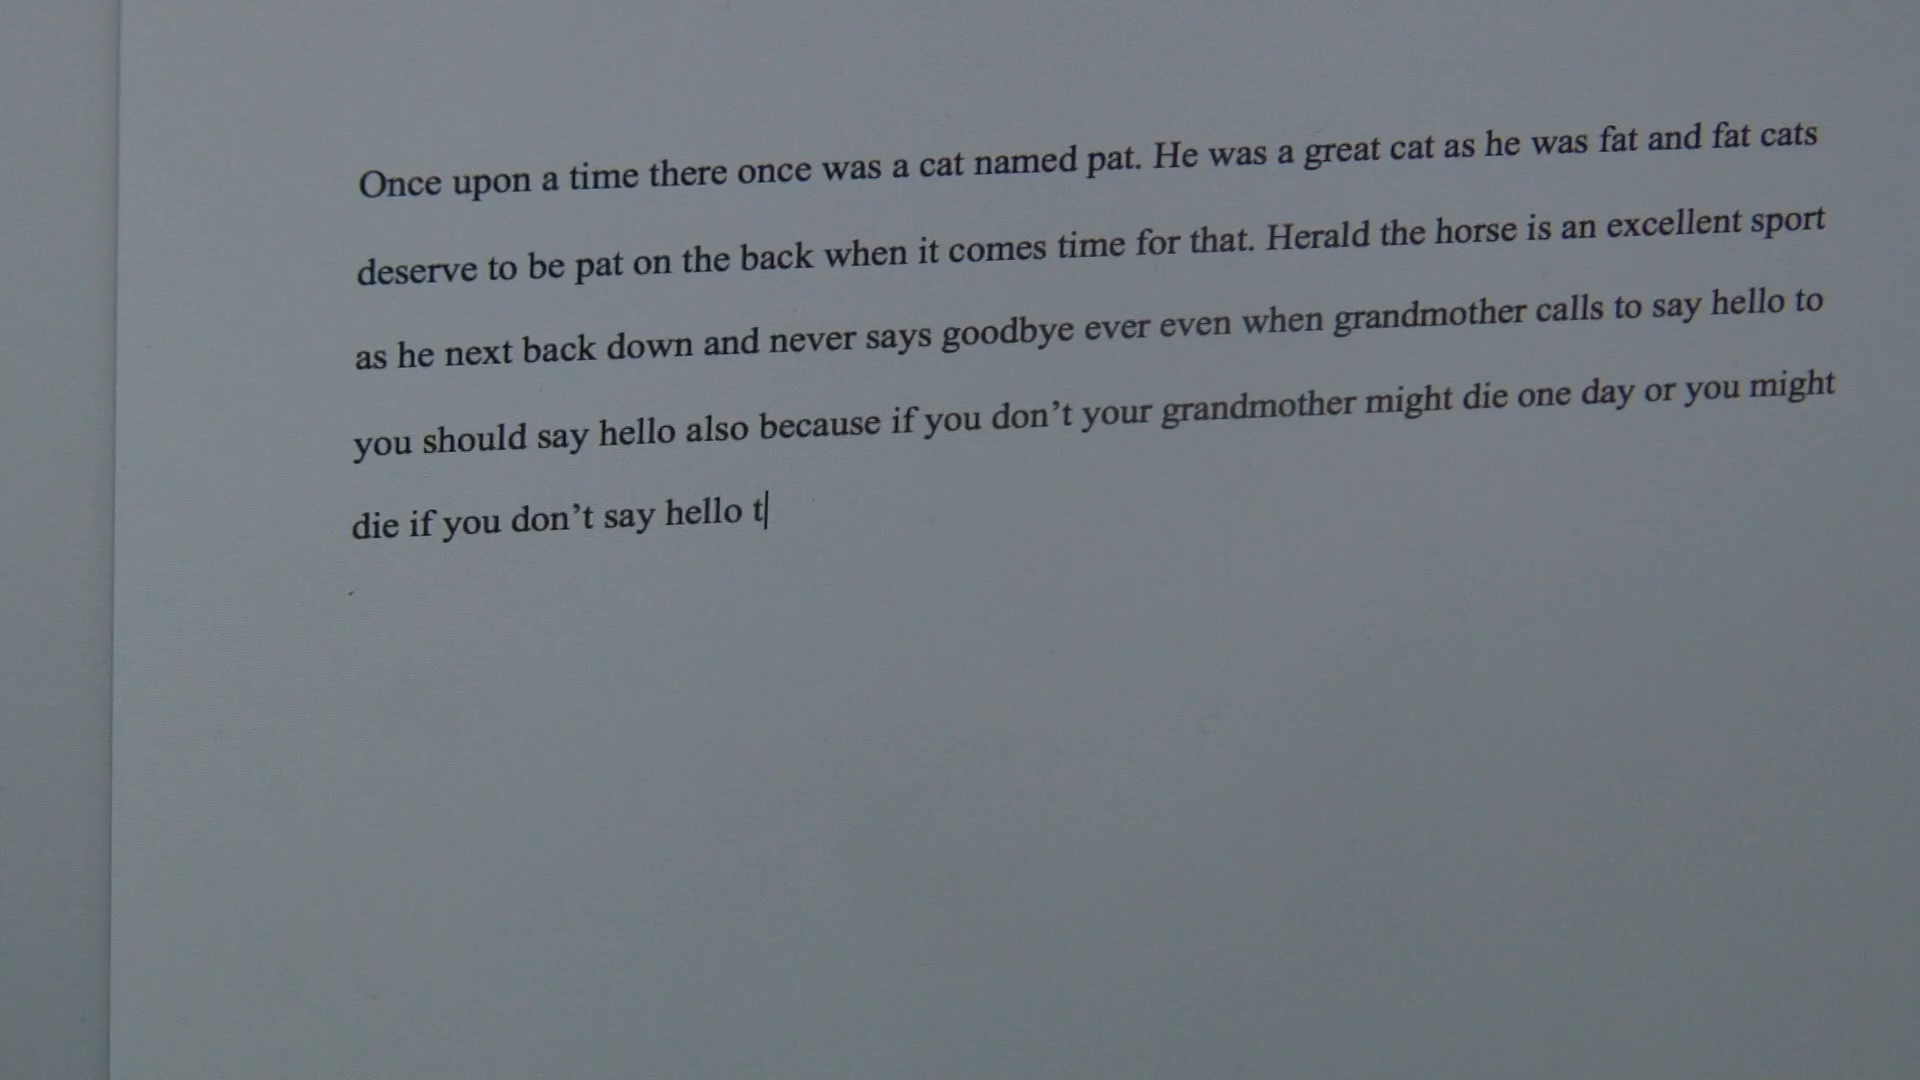 Once upon a time there once was a cat named pat. He was a great cat as he was fat and fat cats
deserve to be pat on the back when it comes time for that. Herald the horse is an excellent sport
as he next back down and never says goodbye ever even when grandmother calls to say hello to
you should say hello also because if you don’t your grandmother might die one day or you might
die if you don’t say hello t